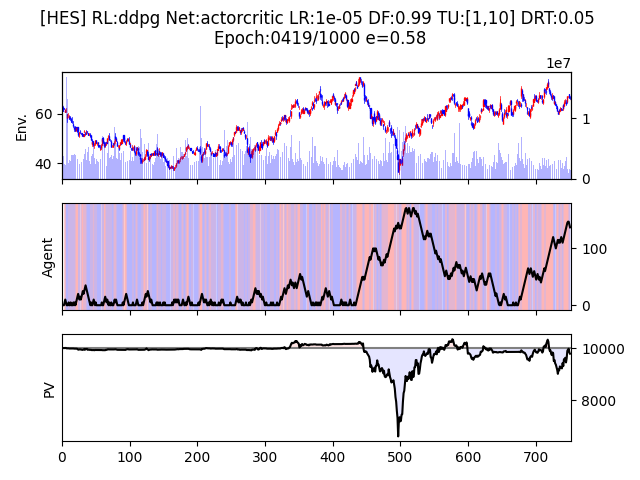 [HES] RL:ddpg Net:actorcritic LR:1e-05 DF:0.99 TU:[1,10] DRT:0.05
Epoch:0419/1000 e=0.58
1e7
Env.
60
40
1
0
Agent
100
0
PV
10000
8000
0 100 200 300 400 500 600 700